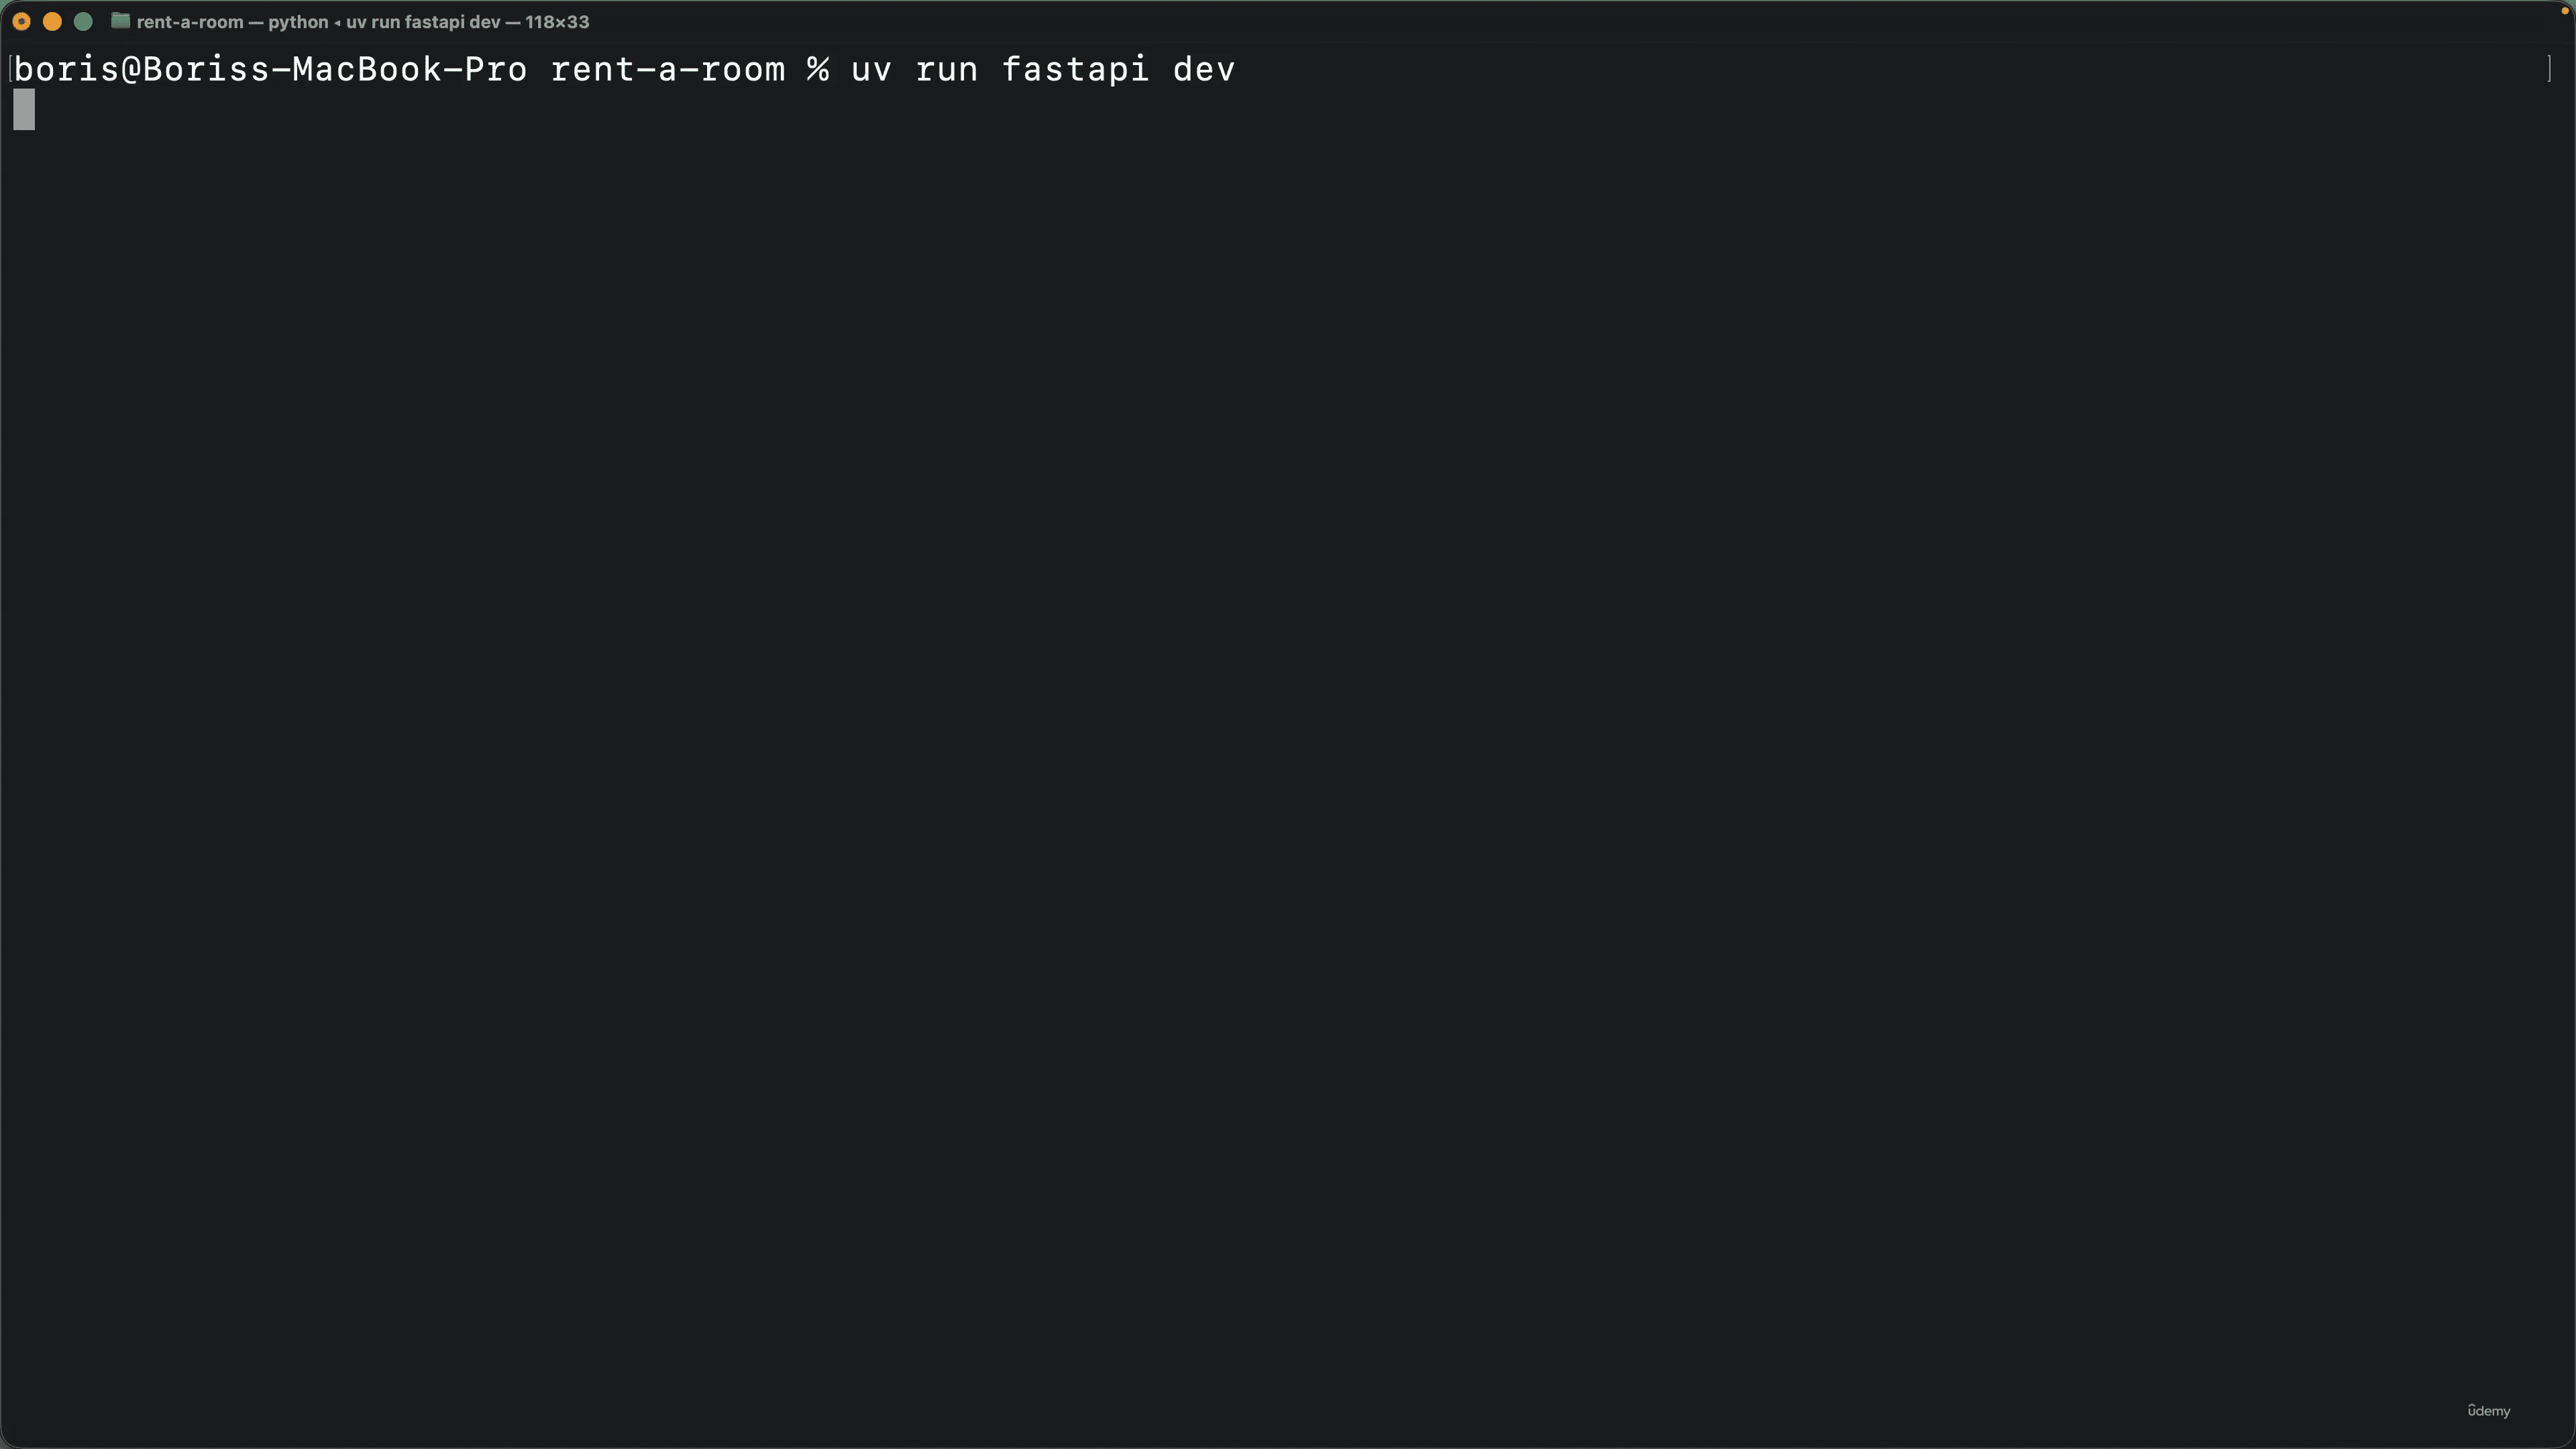 rent-a-room — python ◂ uv run fastapi dev — 118×33
[boris@Boriss-MacBook-Pro rent-a-room % uv run fastapi dev ]
ûdemy